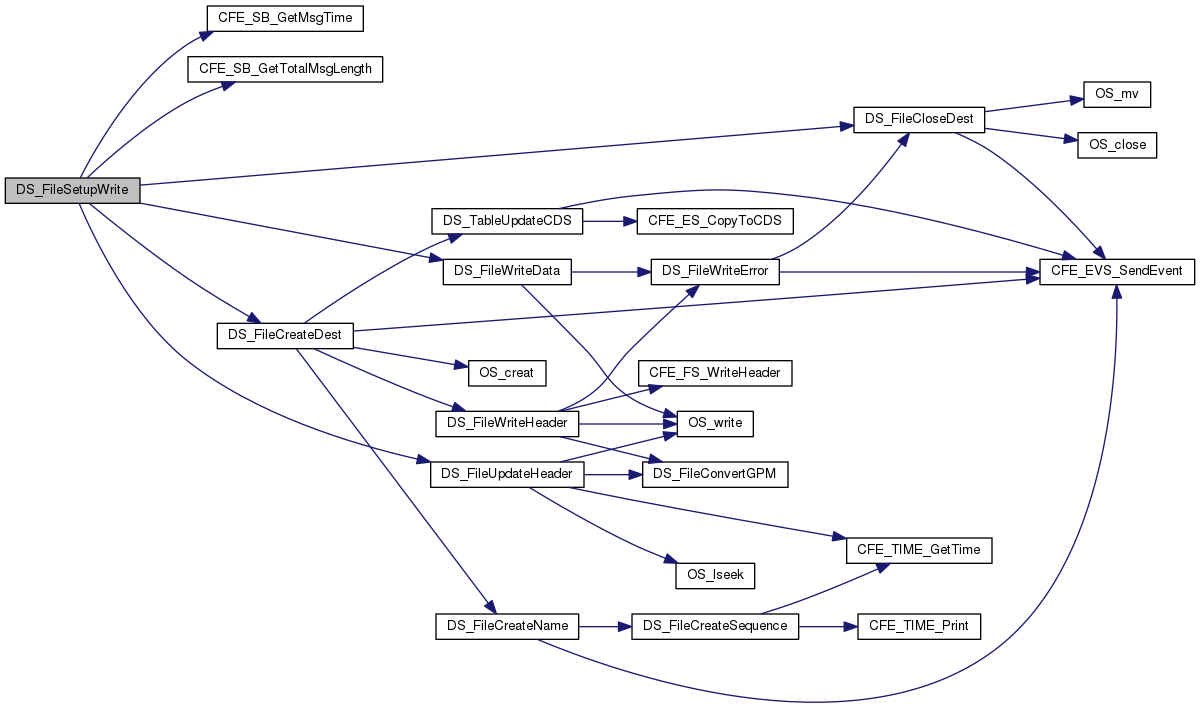 CFE_SB_GetMsgTime
CFE_SB_GetTotalMsgLength
OS_mv
DS_FileCloseDest
OS_close
DS_FileSetupWrite
DS_TableUpdateCDS
CFE_ES_CopyToCDS
DS_FileWriteData
DS_FileWriteError
CFE_EVS_SendEvent
DS_FileCreateDest
OS_creat
CFE_FS_WriteHeader
DS_FileWriteHeader
OS_write
DS_FileUpdateHeader
DS_FileConvertGPM
CFE_TIME_GetTime
OS_lseek
DS_FileCreateName
DS_FileCreateSequence
CFE_TIME_Print